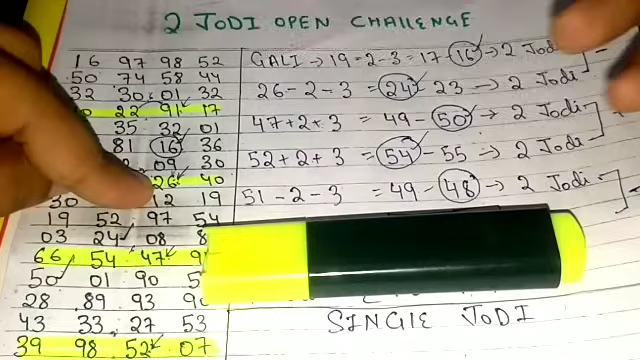 2 JODI OPEN CHALLENGE
16 97 98 52
50 74 58 44
32 30 01 32
22 91 17
35 32 01
81 16 36
09 30
26 40
30 12 19
19 52 97 54
03 24 08
66 54 47
50 01 90
28 89 93
43 33 27 53
39 98 52 07
GALI → 19-2-3 = 17-16 → 2 Jodi
26-2-3 = 24-23 → 2 Jodi
47+2+3 = 49-50 → 2 Jodi
52+2+3 = 54-55 → 2 Jodi
51-2-3 = 49-48 → 2 Jodi
SINGLE JODI